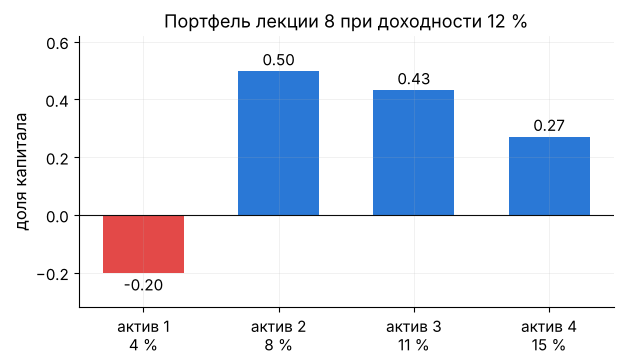 Портфель лекции 8 при доходности 12 %
доля капитала
0.6
0.4
0.2
0.0
−0.2
-0.20
0.50
0.43
0.27
актив 1
4 %
актив 2
8 %
актив 3
11 %
актив 4
15 %